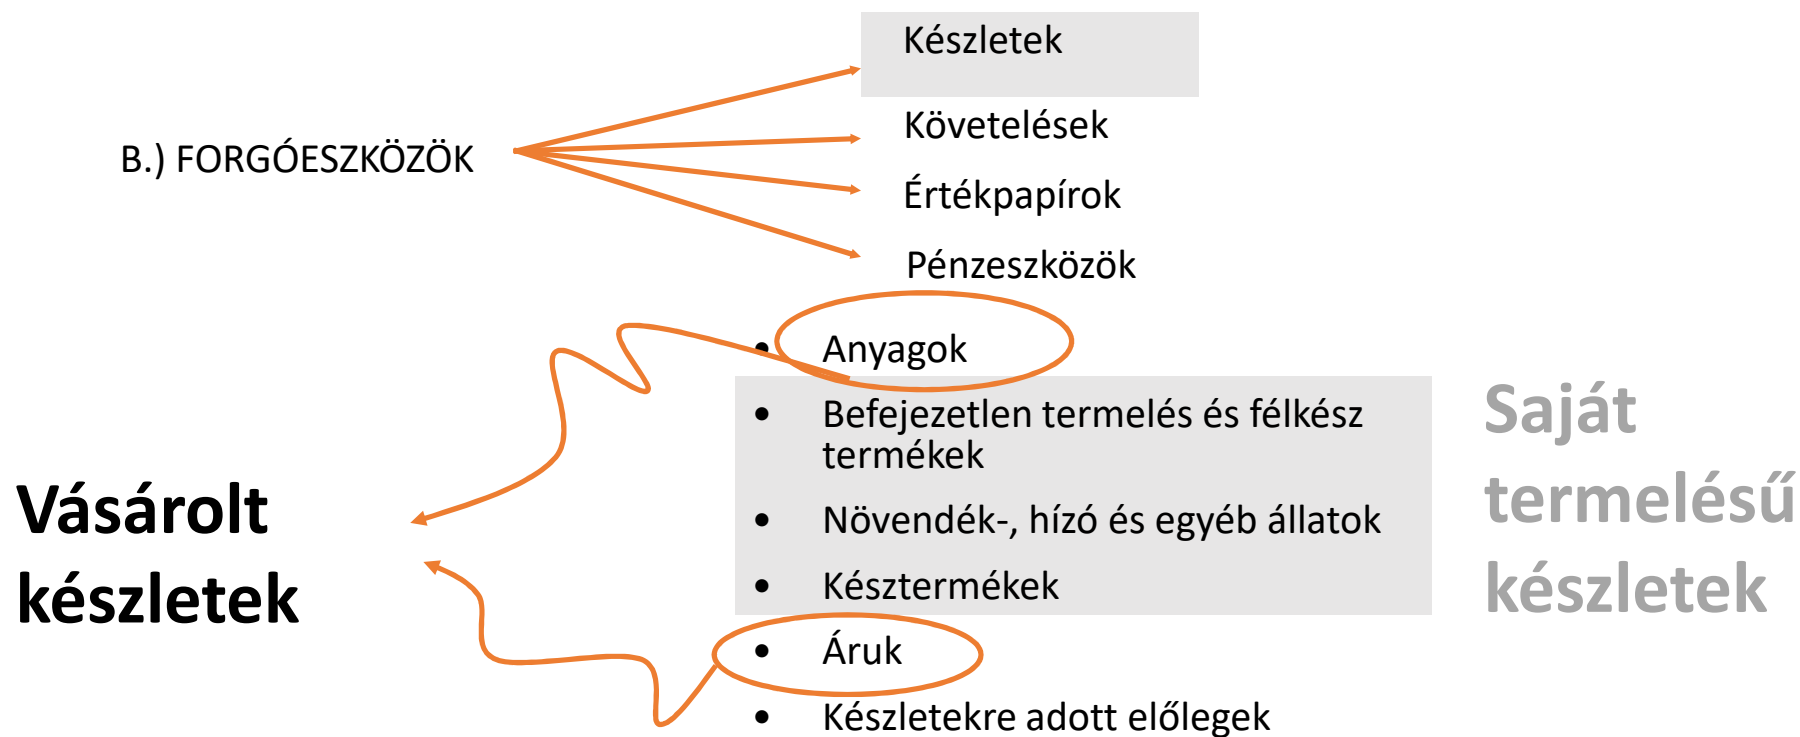 Készletek
B.) FORGÓESZKÖZÖK
Követelések
Értékpapírok
Pénzeszközök
• Anyagok
• Befejezetlen termelés és félkész
termékek
• Növendék-, hízó és egyéb állatok
• Késztermékek
• Áruk
• Készletekre adott előlegek
Vásárolt
készletek
Saját
termelésű
készletek